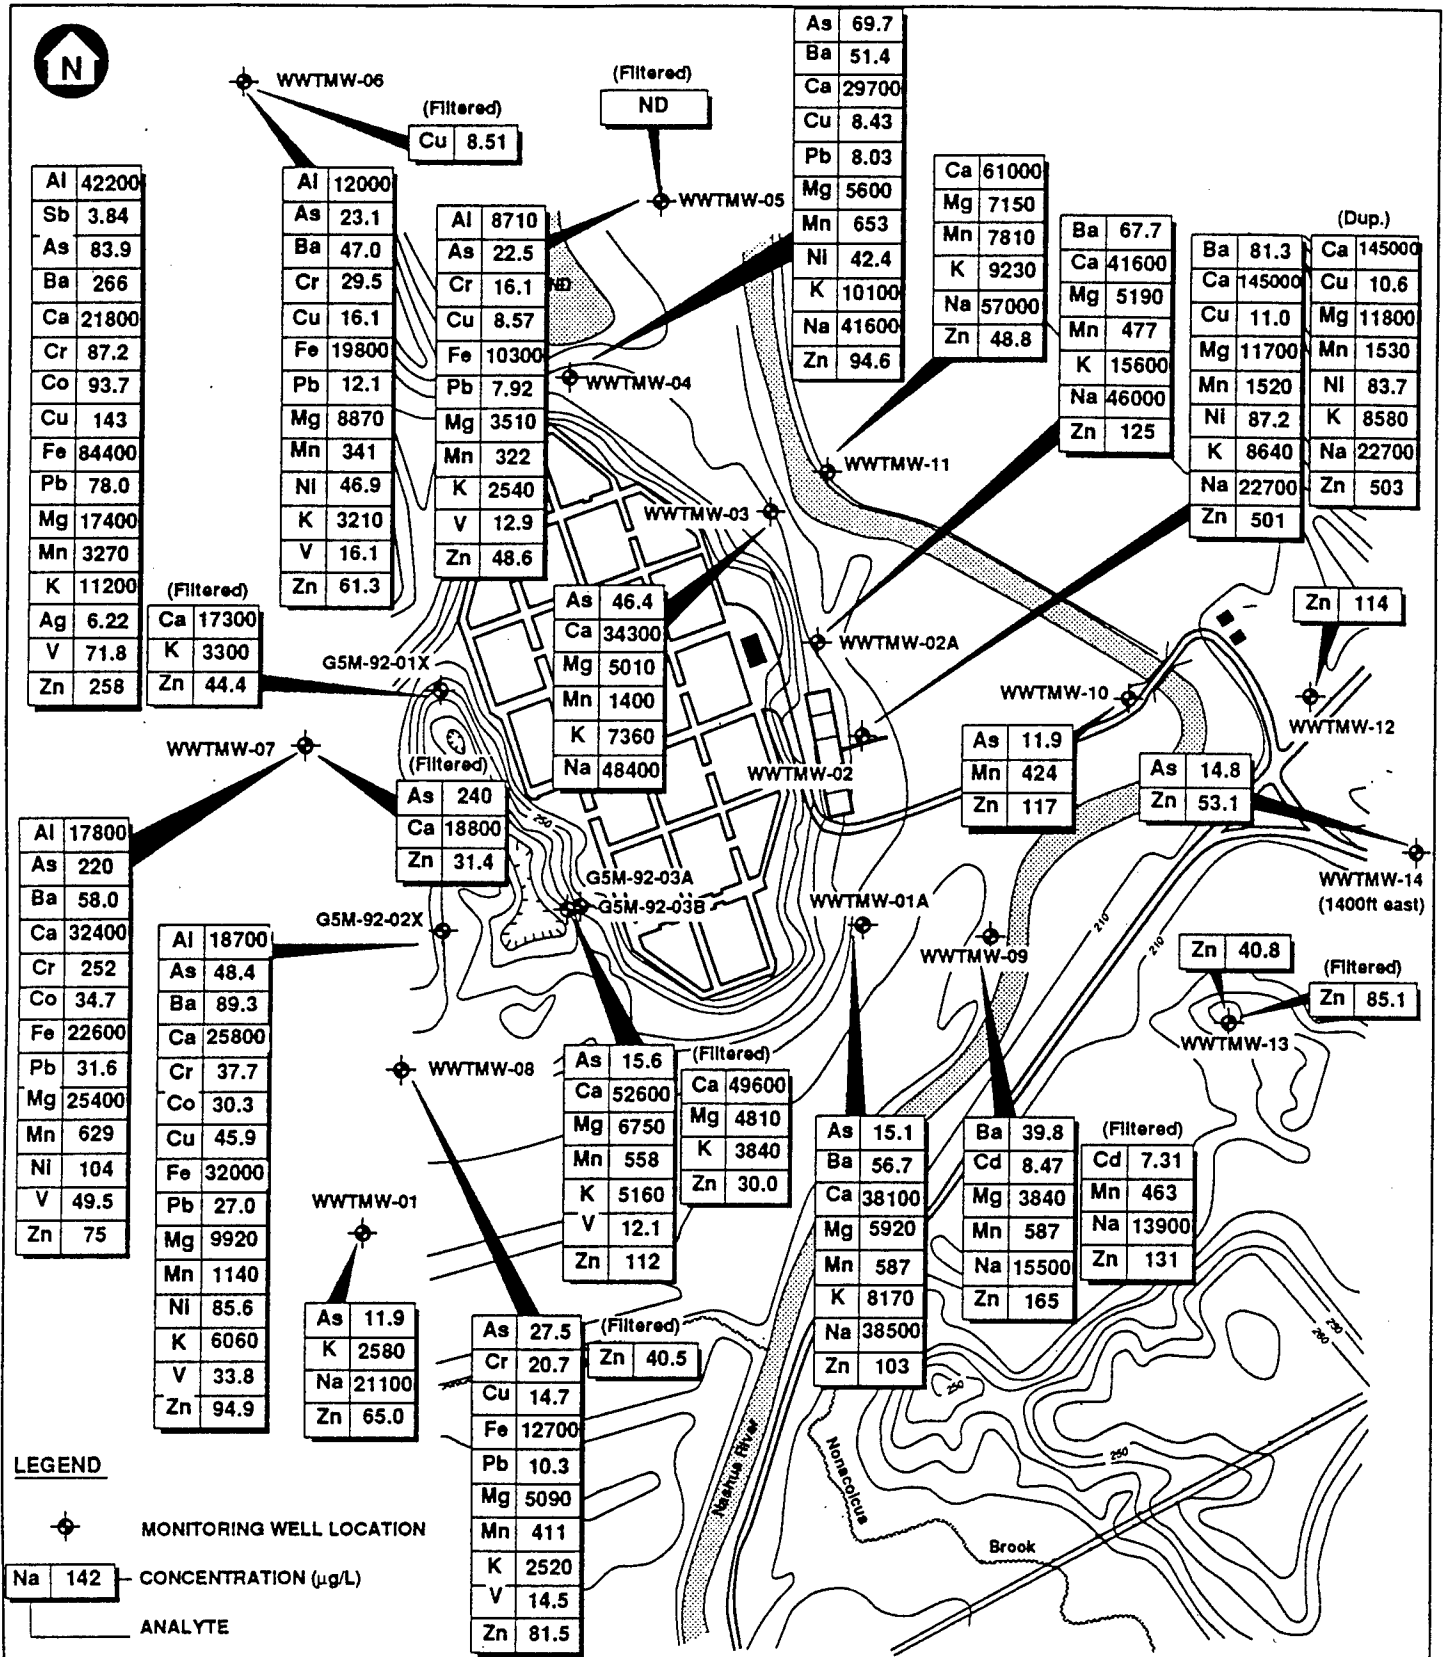 N
WWTMW-06
(Filtered)
Cu 8.51
(Filtered)
ND
WWTMW-05
As 69.7
Ba 51.4
Ca 29700
Cu 8.43
Pb 8.03
Mg 5600
Mn 653
Ni 42.4
K 10100
Na 41600
Zn 94.6
Al 42200
Sb 3.84
As 83.9
Ba 266
Ca 21800
Cr 87.2
Co 93.7
Cu 143
Fe 84400
Pb 78.0
Mg 17400
Mn 3270
K 11200
Ag 6.22
V 71.8
Zn 258
(Filtered)
Ca 17300
K 3300
Zn 44.4
Al 12000
As 23.1
Ba 47.0
Cr 29.5
Cu 16.1
Fe 19800
Pb 12.1
Mg 8870
Mn 341
Ni 46.9
K 3210
V 16.1
Zn 61.3
Al 8710
As 22.5
Cr 16.1
Cu 8.57
Fe 10300
Pb 7.92
Mg 3510
Mn 322
K 2540
V 12.9
Zn 48.6
ND
WWTMW-04
Ca 61000
Mg 7150
Mn 7810
K 9230
Na 57000
Zn 48.8
Ba 67.7
Ca 41600
Mg 5190
Mn 477
K 15600
Na 46000
Zn 125
Ba 81.3
Ca 145000
Cu 11.0
Mg 11700
Mn 1520
Ni 87.2
K 8640
Na 22700
Zn 501
(Dup.)
Ca 145000
Cu 10.6
Mg 11800
Mn 1530
Ni 83.7
K 8580
Na 22700
Zn 503
WWTMW-11
WWTMW-03
As 46.4
Ca 34300
Mg 5010
Mn 1400
K 7360
Na 48400
Zn 114
WWTMW-02A
G5M-92-01X
WWTMW-10
WWTMW-12
WWTMW-07
WWTMW-02
As 11.9
Mn 424
Zn 117
As 14.8
Zn 53.1
(Filtered)
As 240
Ca 18800
Zn 31.4
250
Al 17800
As 220
Ba 58.0
Ca 32400
Cr 252
Co 34.7
Fe 22600
Pb 31.6
Mg 25400
Mn 629
Ni 104
V 49.5
Zn 75
G5M-92-03A
G5M-92-03B
G5M-92-02X
WWTMW-01A
WWTMW-09
WWTMW-14
(1400ft east)
210
210
Al 18700
As 48.4
Ba 89.3
Ca 25800
Cr 37.7
Co 30.3
Cu 45.9
Fe 32000
Pb 27.0
Mg 9920
Mn 1140
Ni 85.6
K 6060
V 33.8
Zn 94.9
Zn 40.8
(Filtered)
Zn 85.1
WWTMW-13
WWTMW-08
As 15.6
Ca 52600
Mg 6750
Mn 558
K 5160
V 12.1
Zn 112
(Filtered)
Ca 49600
Mg 4810
K 3840
Zn 30.0
As 15.1
Ba 56.7
Ca 38100
Mg 5920
Mn 587
K 8170
Na 38500
Zn 103
Ba 39.8
Cd 8.47
Mg 3840
Mn 587
Na 15500
Zn 165
(Filtered)
Cd 7.31
Mn 463
Na 13900
Zn 131
WWTMW-01
As 11.9
K 2580
Na 21100
Zn 65.0
As 27.5
Cr 20.7
Cu 14.7
Fe 12700
Pb 10.3
Mg 5090
Mn 411
K 2520
V 14.5
Zn 81.5
(Filtered)
Zn 40.5
250
260
250
250
Nashua River
Nonacoicus
Brook
LEGEND
MONITORING WELL LOCATION
Na 142 CONCENTRATION (µg/L)
ANALYTE